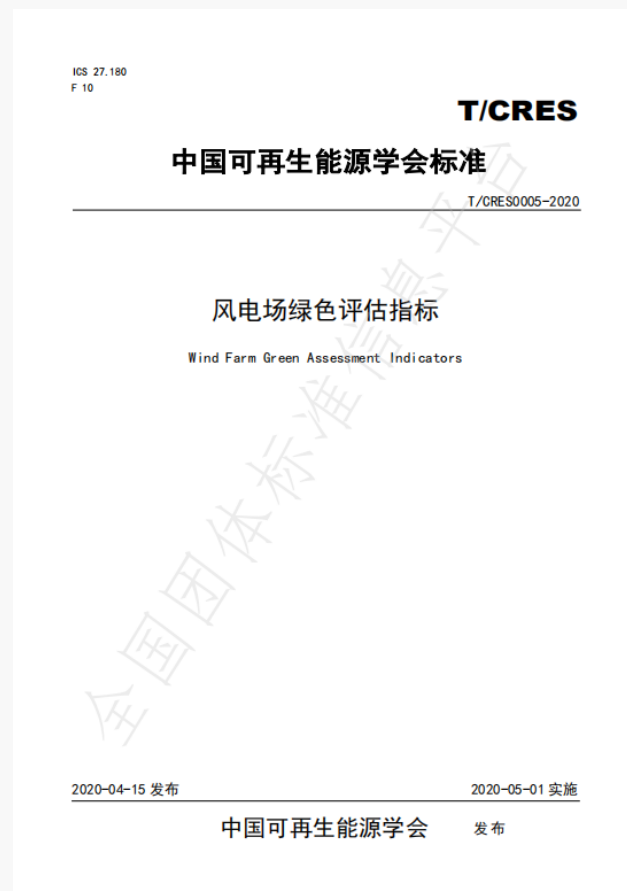 ICS 27.180
F 10
T/CRES
中国可再生能源学会标准
T/CRES0005-2020
风电场绿色评估指标
Wind Farm Green Assessment Indicators
全国团体标准信息平台
2020-04-15 发布
2020-05-01 实施
中国可再生能源学会 发布